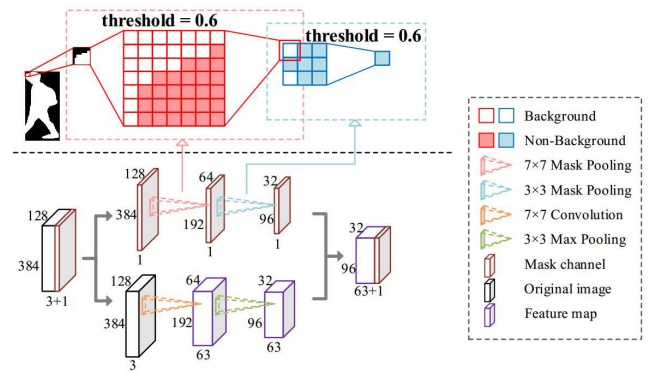 threshold = 0.6
threshold = 0.6
128
384
3+1
128
384
1
64
192
1
32
96
1
128
384
3
64
192
63
32
96
63
32
96
63+1
Background
Non-Background
7×7 Mask Pooling
3×3 Mask Pooling
7×7 Convolution
3×3 Max Pooling
Mask channel
Original image
Feature map